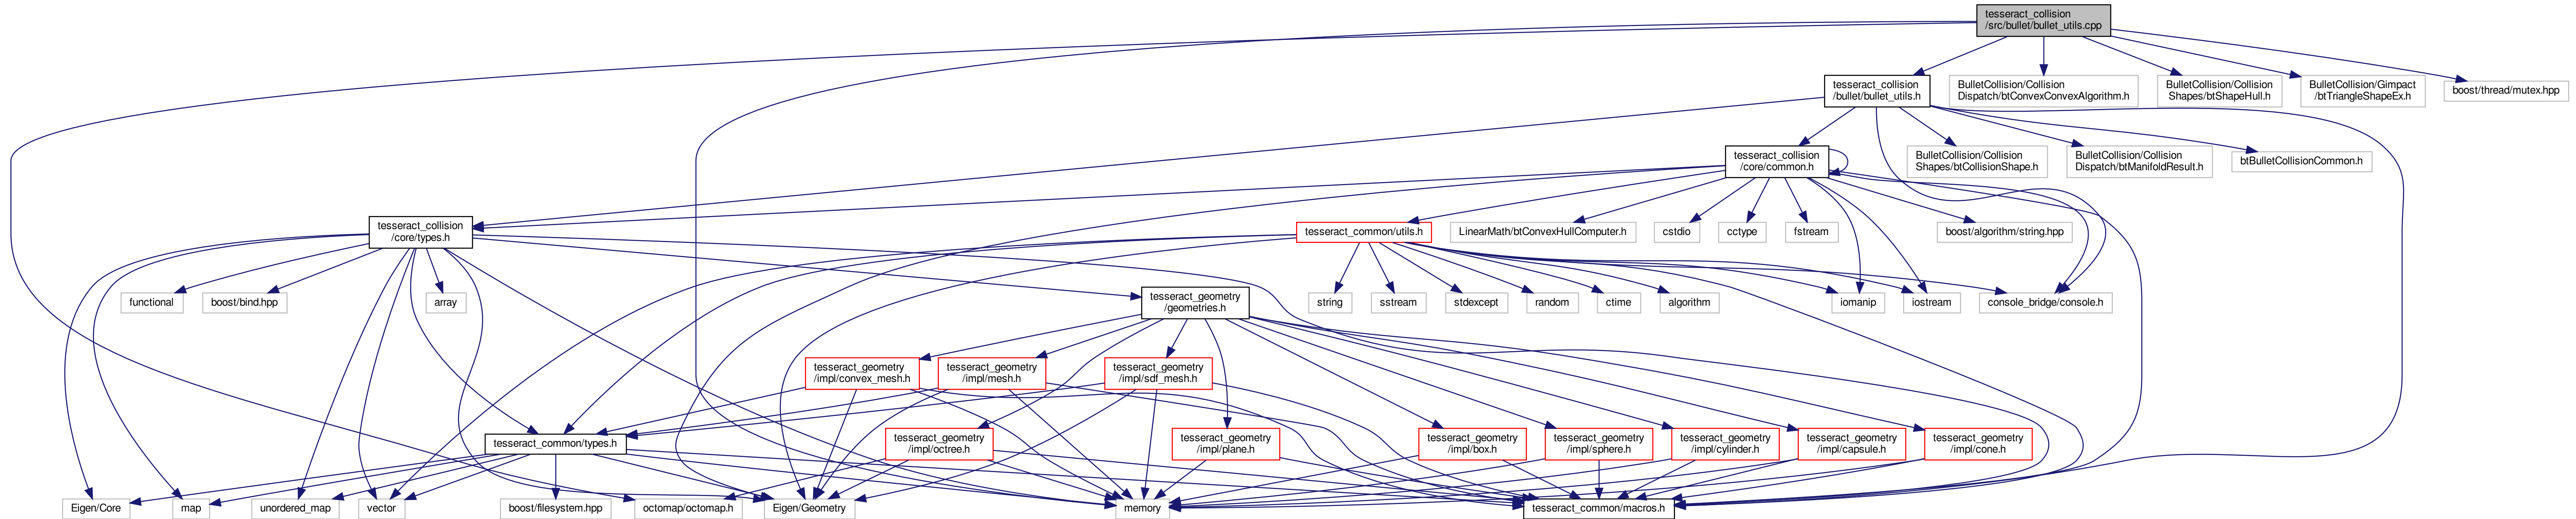 tesseract_collision
/src/bullet/bullet_utils.cpp
tesseract_collision
/bullet/bullet_utils.h
BulletCollision/Collision
Dispatch/btConvexConvexAlgorithm.h
BulletCollision/Collision
Shapes/btShapeHull.h
BulletCollision/Gimpact
/btTriangleShapeEx.h
boost/thread/mutex.hpp
tesseract_collision
/core/common.h
BulletCollision/Collision
Shapes/btCollisionShape.h
BulletCollision/Collision
Dispatch/btManifoldResult.h
btBulletCollisionCommon.h
tesseract_collision
/core/types.h
tesseract_common/utils.h
LinearMath/btConvexHullComputer.h
cstdio
cctype
fstream
boost/algorithm/string.hpp
functional
boost/bind.hpp
array
tesseract_geometry
/geometries.h
string
sstream
stdexcept
random
ctime
algorithm
iomanip
iostream
console_bridge/console.h
tesseract_geometry
/impl/convex_mesh.h
tesseract_geometry
/impl/mesh.h
tesseract_geometry
/impl/sdf_mesh.h
tesseract_common/types.h
tesseract_geometry
/impl/octree.h
tesseract_geometry
/impl/plane.h
tesseract_geometry
/impl/box.h
tesseract_geometry
/impl/sphere.h
tesseract_geometry
/impl/cylinder.h
tesseract_geometry
/impl/capsule.h
tesseract_geometry
/impl/cone.h
Eigen/Core
map
unordered_map
vector
boost/filesystem.hpp
octomap/octomap.h
Eigen/Geometry
memory
tesseract_common/macros.h